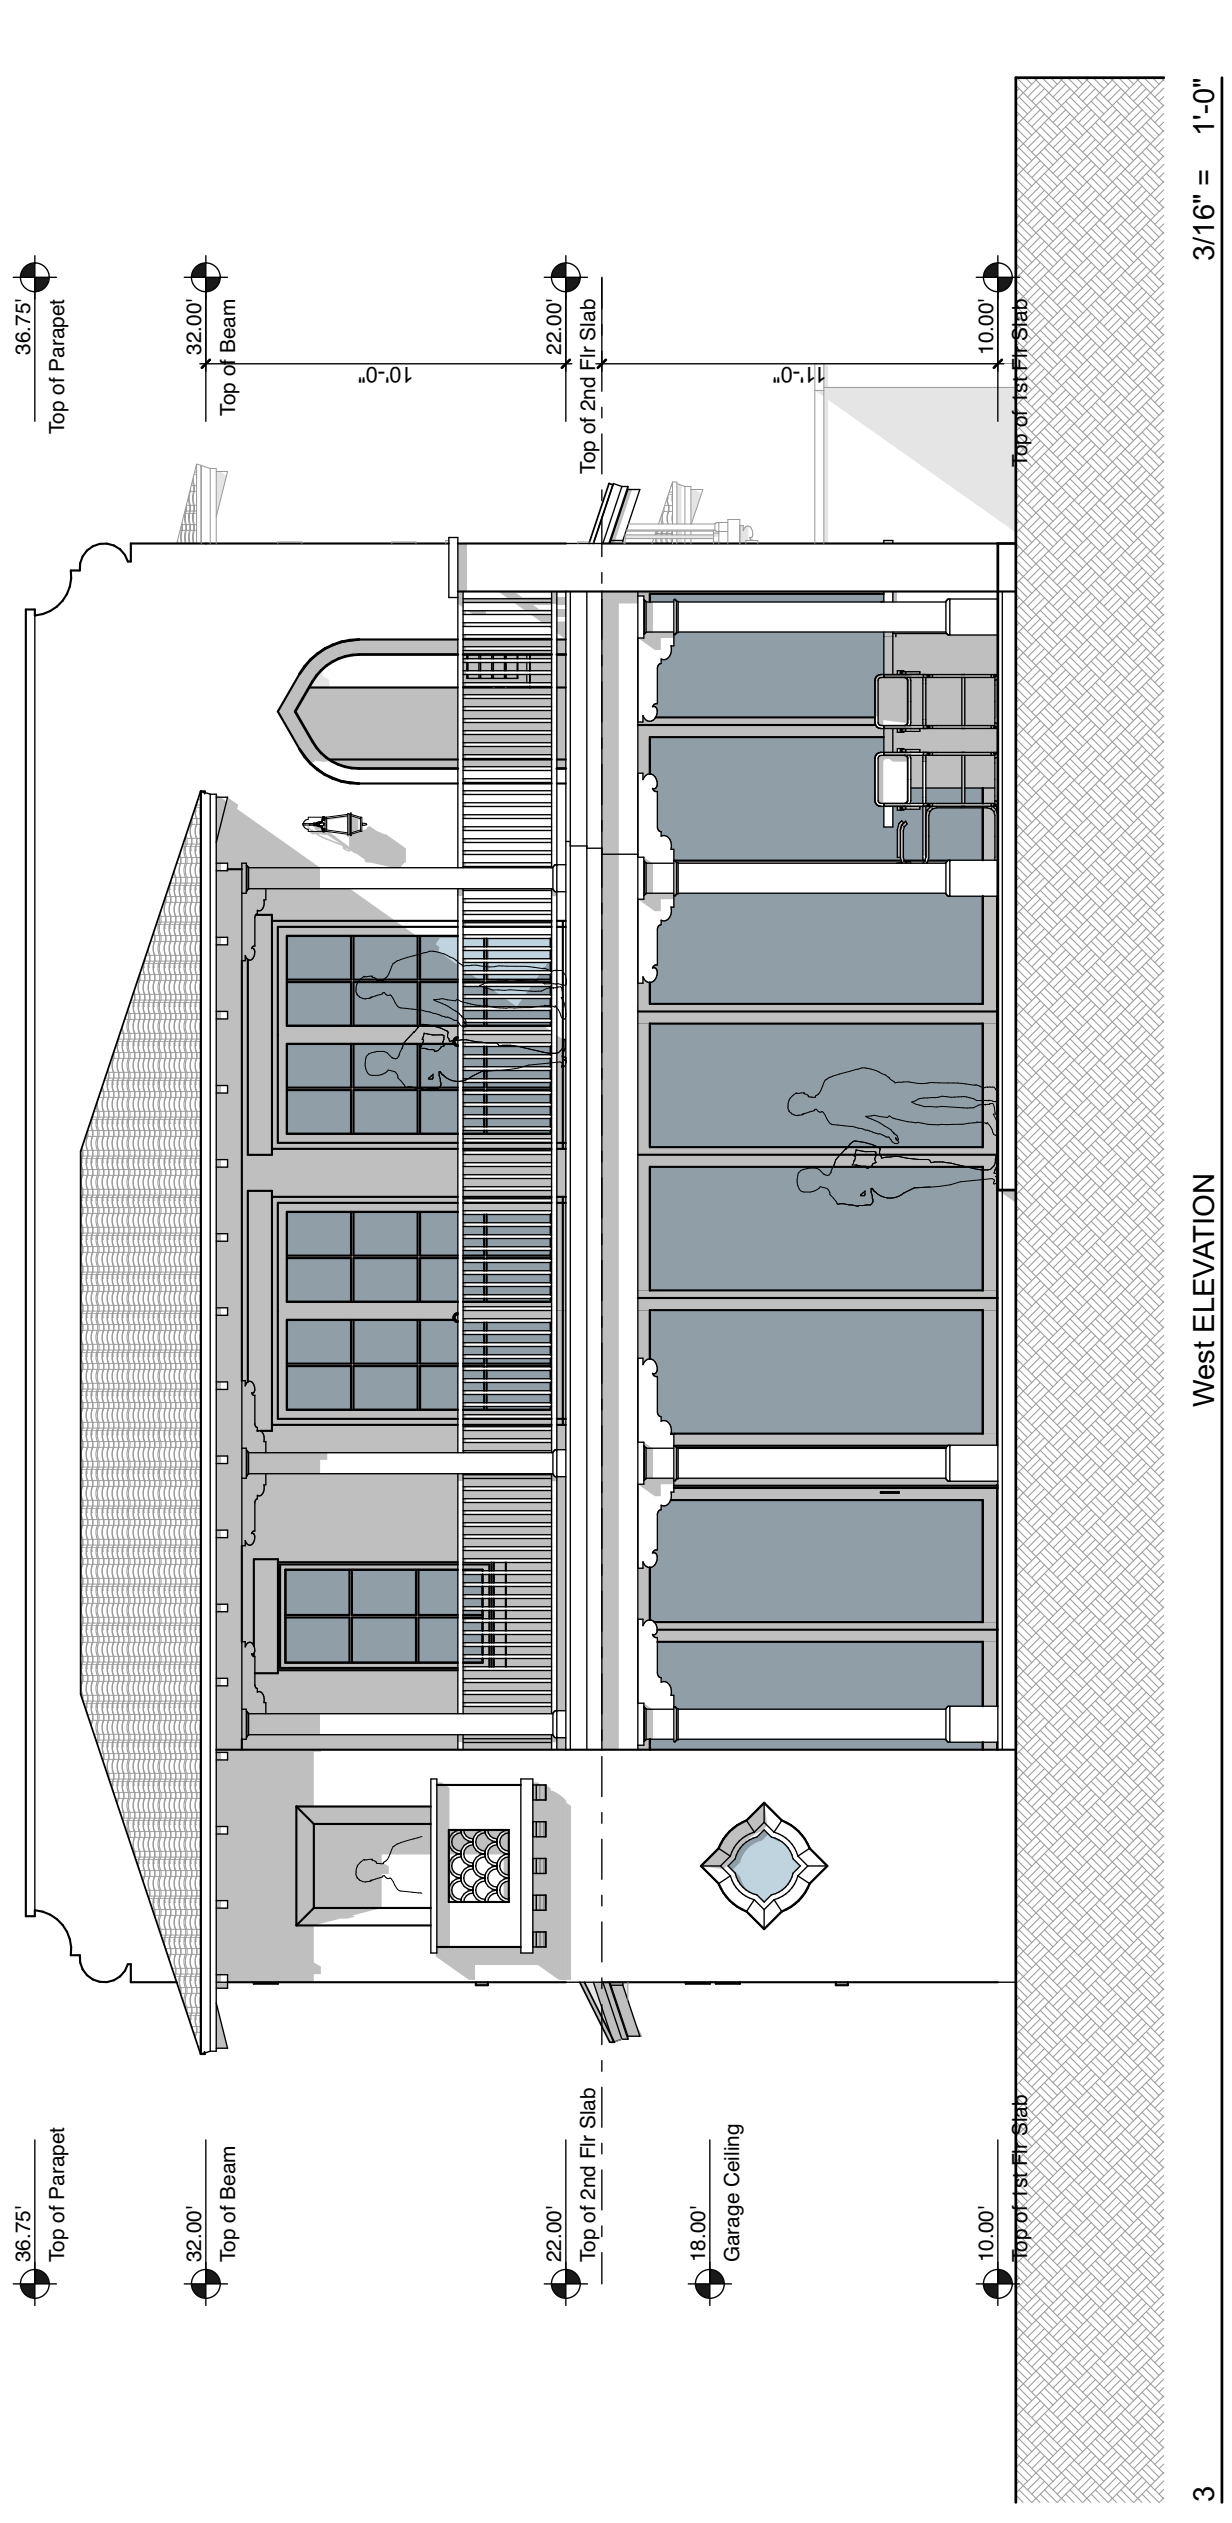 36.75'
Top of Parapet
36.75'
Top of Parapet
32.00'
Top of Beam
32.00'
Top of Beam
10'-0"
22.00'
Top of 2nd Flr Slab
22.00'
Top of 2nd Flr Slab
18.00'
Garage Ceiling
11'-0"
10.00'
Top of 1st Flr Slab
10.00'
Top of 1st Flr Slab
3 West ELEVATION 3/16" = 1'-0"